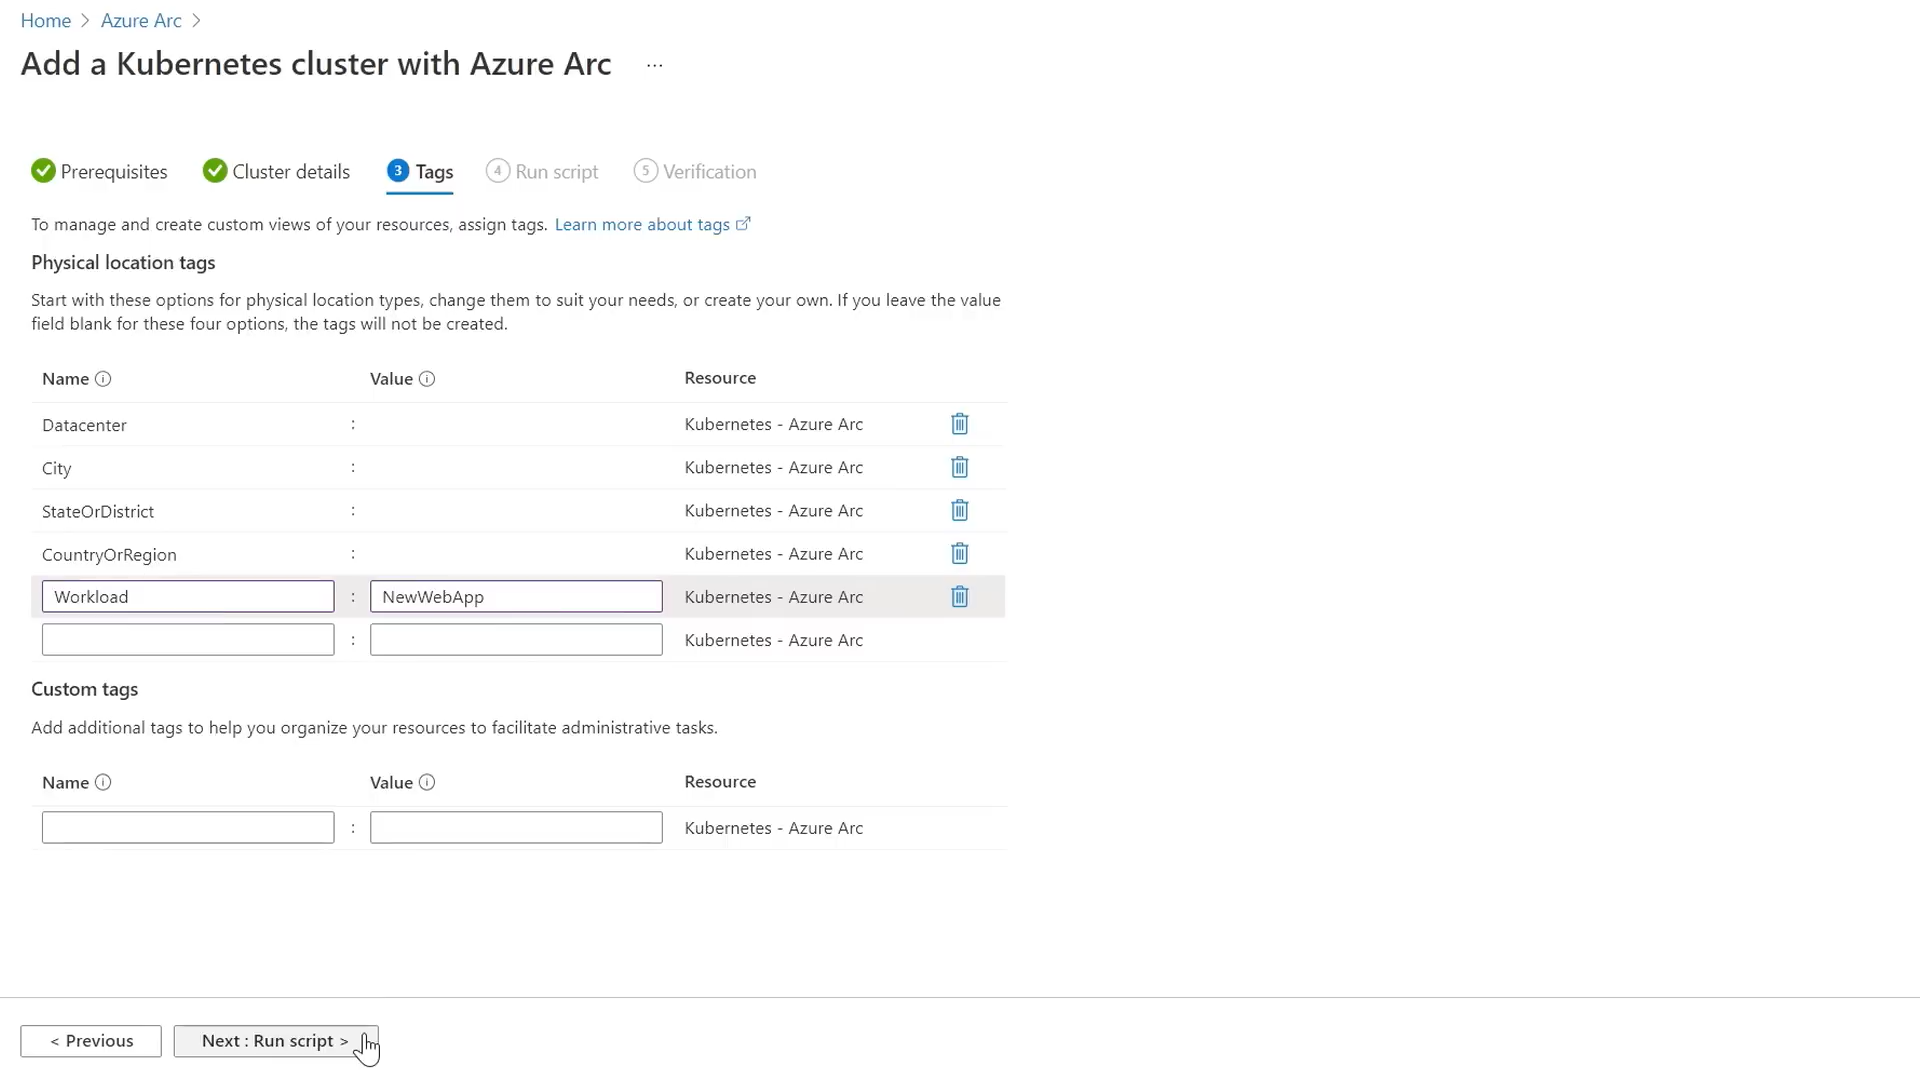 Home > Azure Arc >
Add a Kubernetes cluster with Azure Arc ...
Prerequisites Cluster details 3 Tags 4 Run script 5 Verification
To manage and create custom views of your resources, assign tags. Learn more about tags
Physical location tags
Start with these options for physical location types, change them to suit your needs, or create your own. If you leave the value
field blank for these four options, the tags will not be created.
Name Value Resource
Datacenter : Kubernetes - Azure Arc
City : Kubernetes - Azure Arc
StateOrDistrict : Kubernetes - Azure Arc
CountryOrRegion : Kubernetes - Azure Arc
Workload : NewWebApp Kubernetes - Azure Arc
: Kubernetes - Azure Arc
Custom tags
Add additional tags to help you organize your resources to facilitate administrative tasks.
Name Value Resource
: Kubernetes - Azure Arc
< Previous Next : Run script >